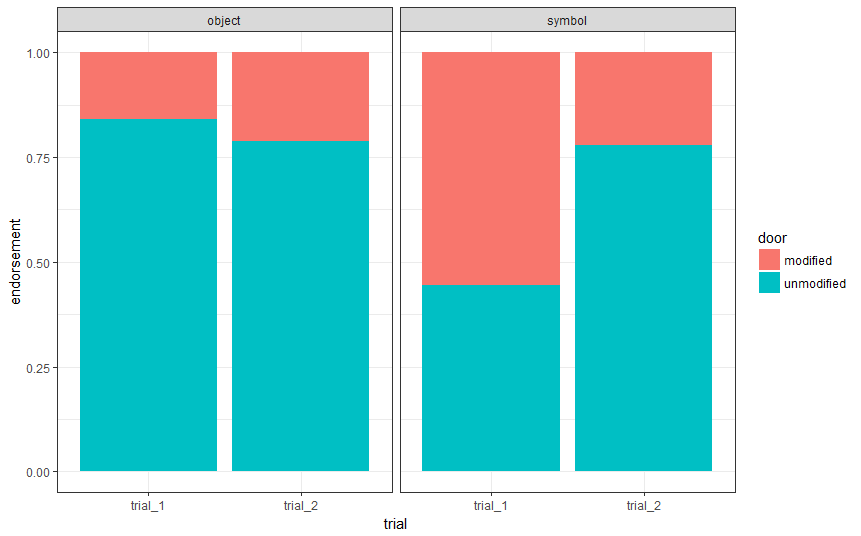 object
symbol
1.00
0.75
0.50
0.25
0.00
endorsement
trial_1
trial_2
trial_1
trial_2
trial
door
modified
unmodified